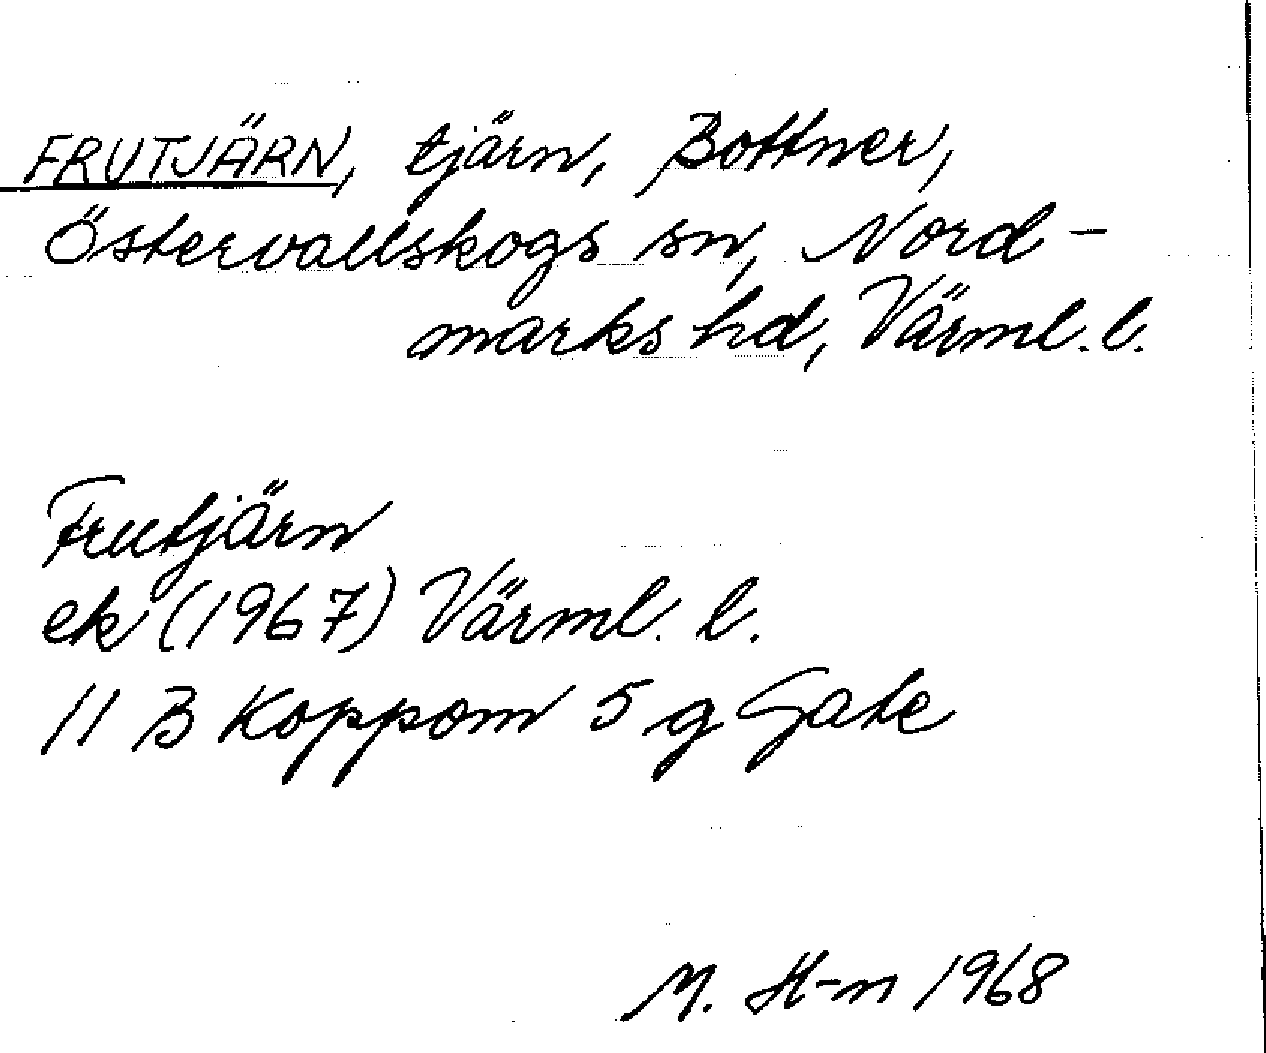 FRUTJÄRN, tjärn, Bottner,
Östervallskogs sn, Nord-
marks hd, Värml. l.
Frutjärn
ek (1967) Värml. l.
11 B Koppom 5 g Gate
M. H-m 1968